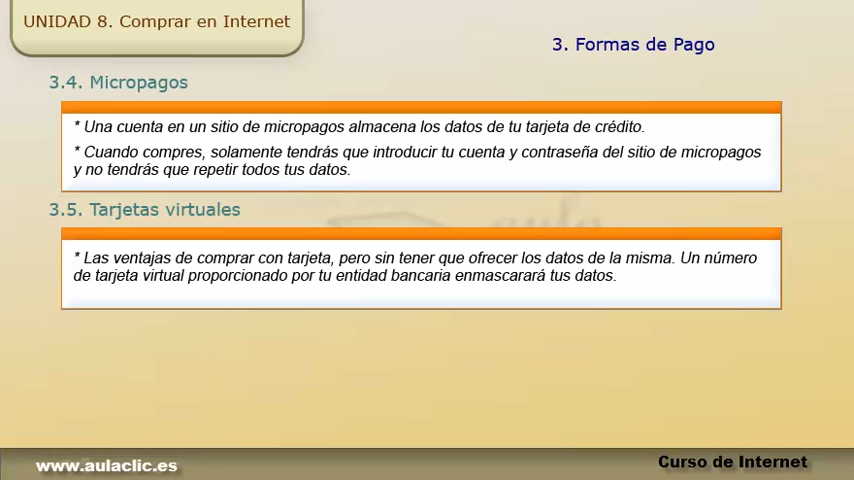 UNIDAD 8. Comprar en Internet
3. Formas de Pago
3.4. Micropagos
* Una cuenta en un sitio de micropagos almacena los datos de tu tarjeta de crédito.
* Cuando compres, solamente tendrás que introducir tu cuenta y contraseña del sitio de micropagos
y no tendrás que repetir todos tus datos.
3.5. Tarjetas virtuales
aula
* Las ventajas de comprar con tarjeta, pero sin tener que ofrecer los datos de la misma. Un número
de tarjeta virtual proporcionado por tu entidad bancaria enmascarará tus datos.
www.aulaclic.es
Curso de Internet